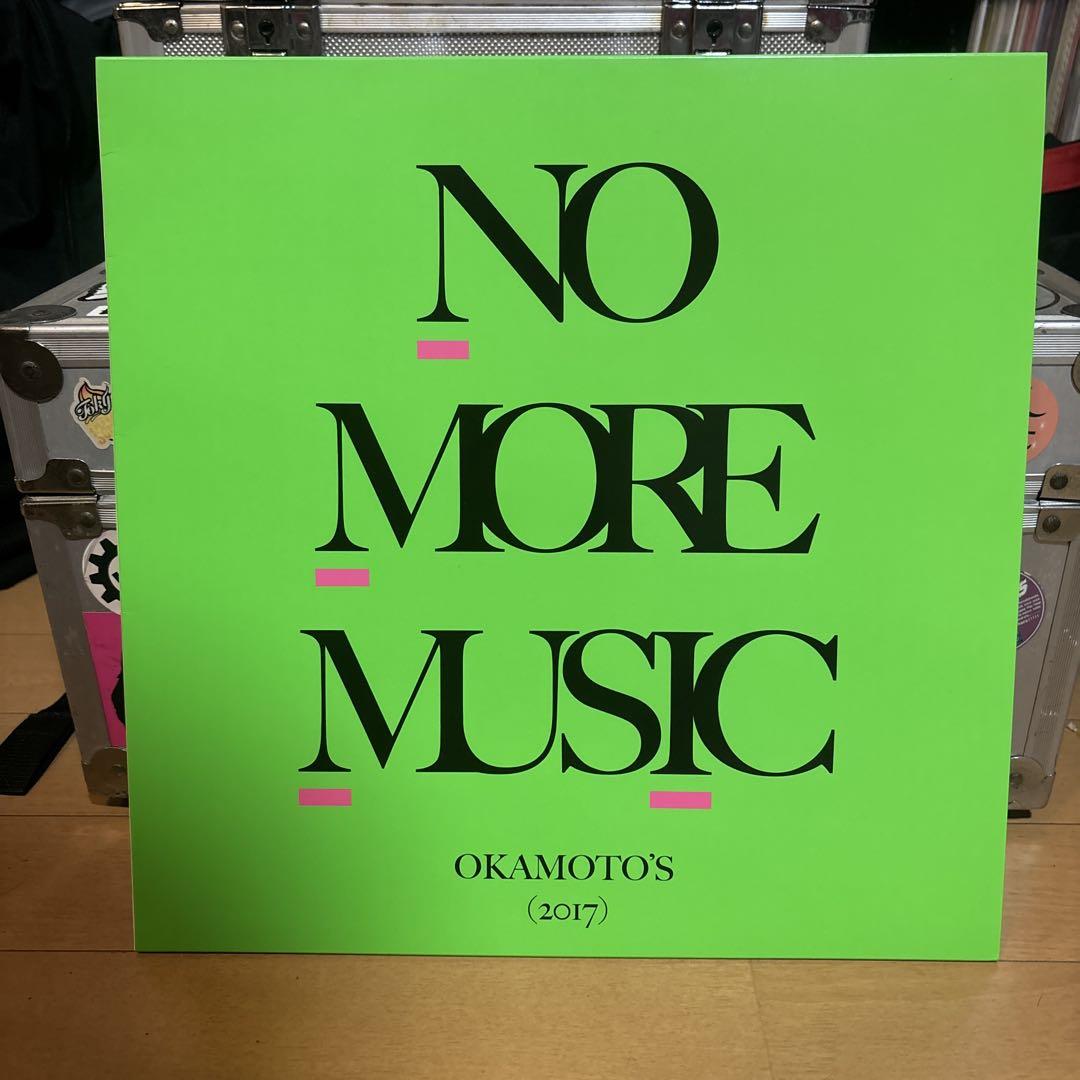 NO
MORE
MUSIC
OKAMOTO'S
(2017)